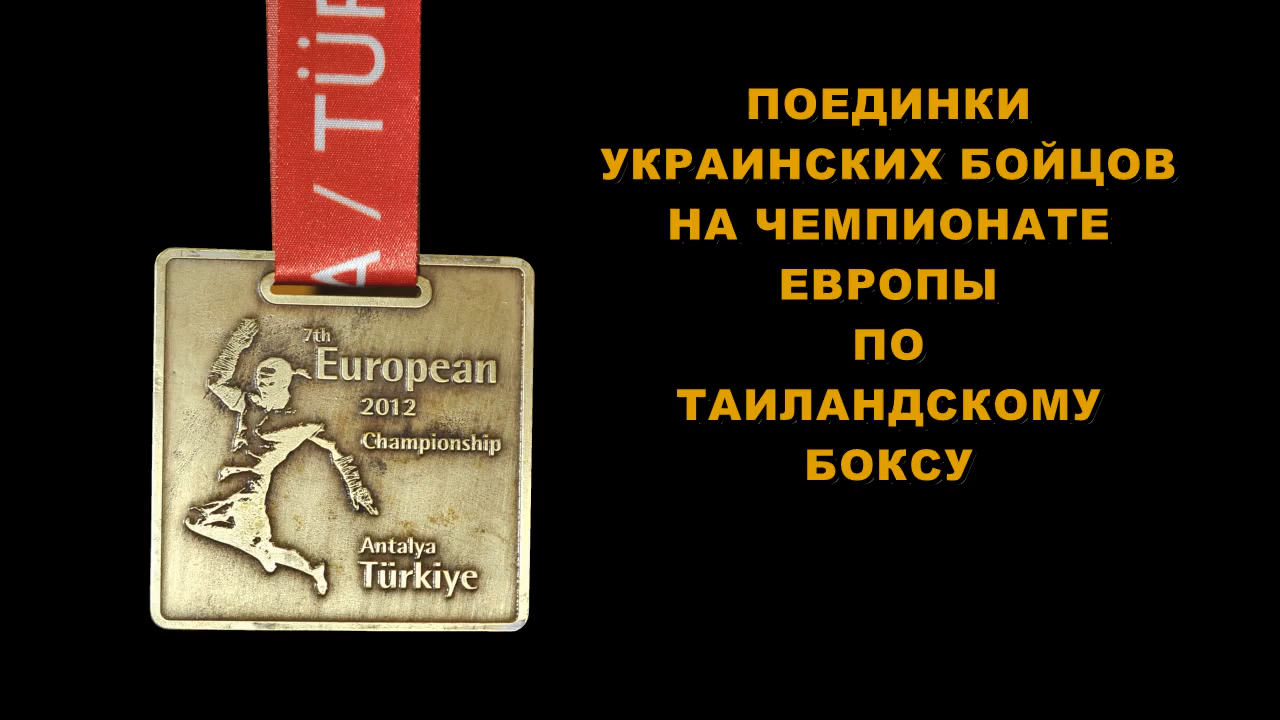 A / TÜR
7th
European
2012
Championship
Antalya
Türkiye
ПОЕДИНКИ
УКРАИНСКИХ БОЙЦОВ
НА ЧЕМПИОНАТЕ
ЕВРОПЫ
ПО
ТАИЛАНДСКОМУ
БОКСУ